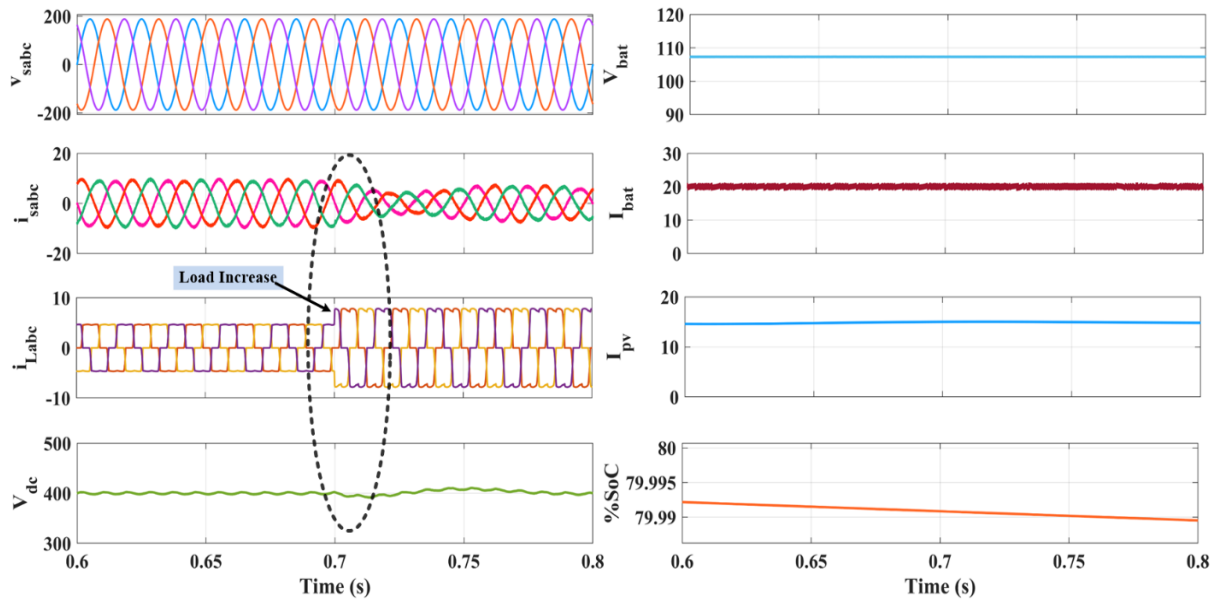 200
0
-200
v_sabc
20
0
-20
i_sabc
Load Increase
10
0
-10
i_Labc
500
400
300
V_dc
0.6 0.65 0.7 0.75 0.8
Time (s)
120
110
100
90
V_bat
30
20
10
0
I_bat
20
10
0
I_pv
80
79.995
79.99
%SoC
0.6 0.65 0.7 0.75 0.8
Time (s)